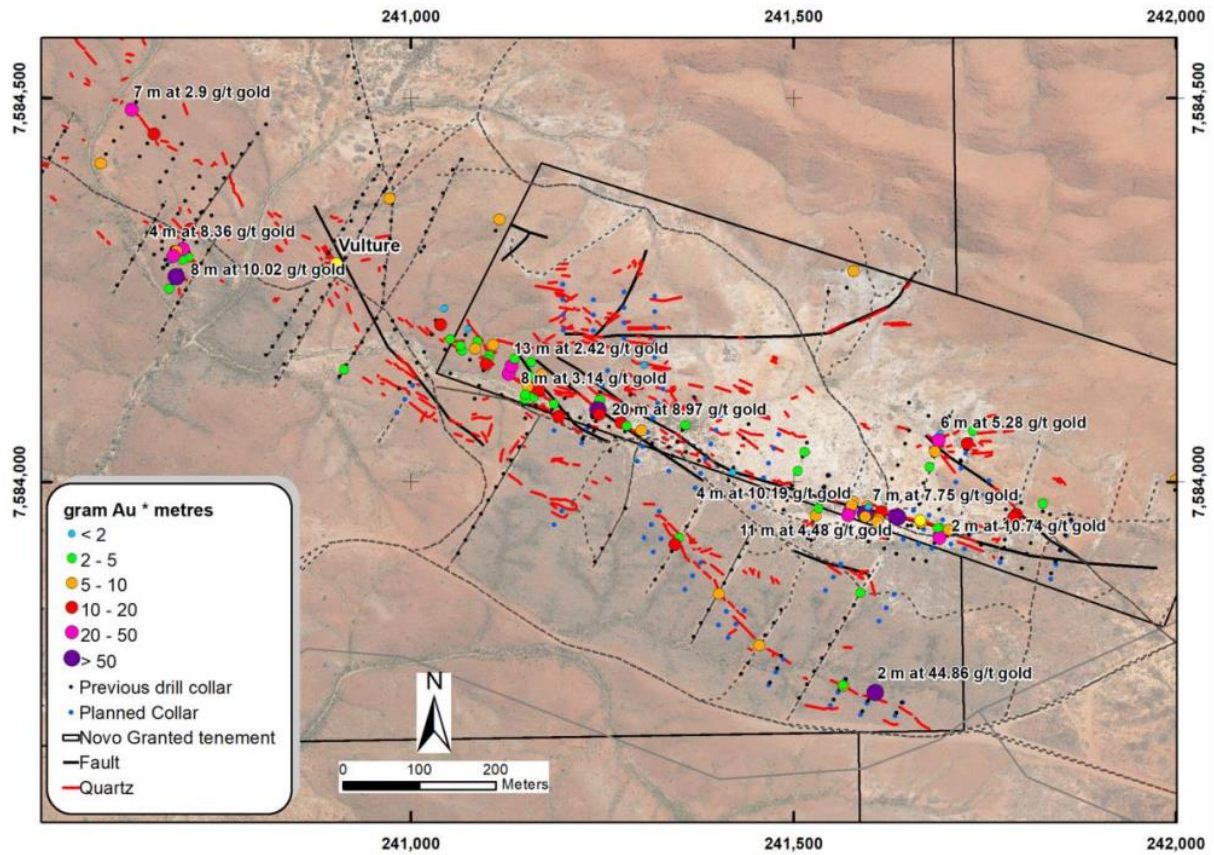 241,000
241,500
242,000
7,584,500
7,584,500
7 m at 2.9 g/t gold
4 m at 8.36 g/t gold
Vulture
8 m at 10.02 g/t gold
13 m at 2.42 g/t gold
8 m at 3.14 g/t gold
20 m at 8.97 g/t gold
6 m at 5.28 g/t gold
7,584,000
4 m at 10.19 g/t gold
7 m at 7.75 g/t gold
11 m at 4.48 g/t gold
2 m at 10.74 g/t gold
7,584,000
2 m at 44.86 g/t gold
gram Au * metres
< 2
2 - 5
5 - 10
10 - 20
20 - 50
> 50
Previous drill collar
Planned Collar
Novo Granted tenement
Fault
Quartz
N
0 100 200
Meters
241,000
241,500
242,000